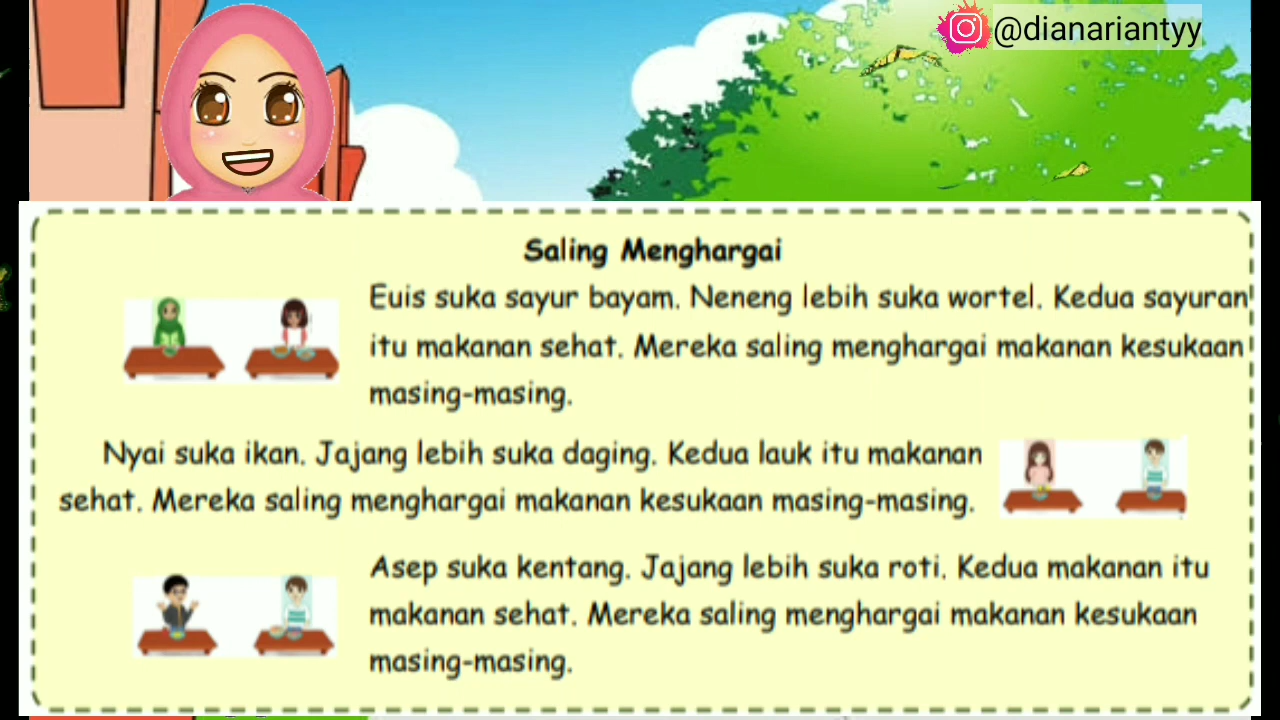 @dianariantyy
Saling Menghargai
Euis suka sayur bayam. Neneng lebih suka wortel. Kedua sayuran
itu makanan sehat. Mereka saling menghargai makanan kesukaan
masing-masing.
Nyai suka ikan. Jajang lebih suka daging. Kedua lauk itu makanan
sehat. Mereka saling menghargai makanan kesukaan masing-masing.
Asep suka kentang. Jajang lebih suka roti. Kedua makanan itu
makanan sehat. Mereka saling menghargai makanan kesukaan
masing-masing.